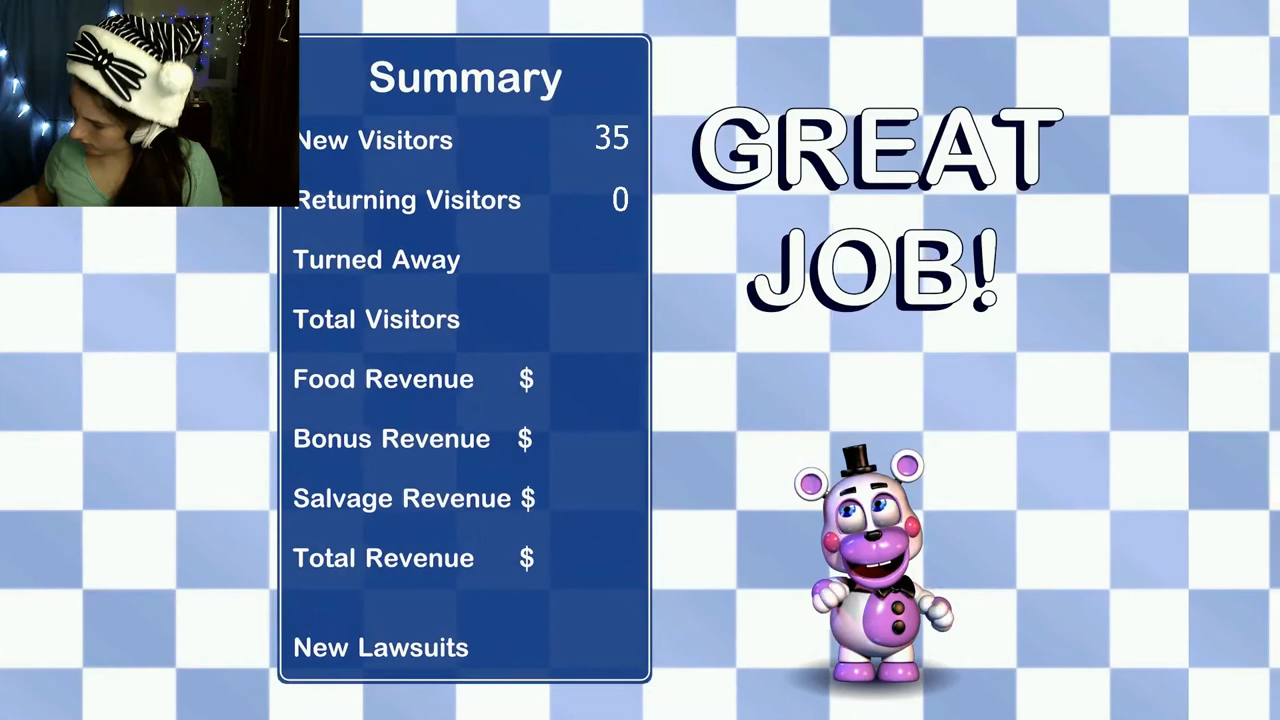 Summary
New Visitors 35
Returning Visitors 0
Turned Away
Total Visitors
Food Revenue $
Bonus Revenue $
Salvage Revenue $
Total Revenue $
New Lawsuits
GREAT
JOB!